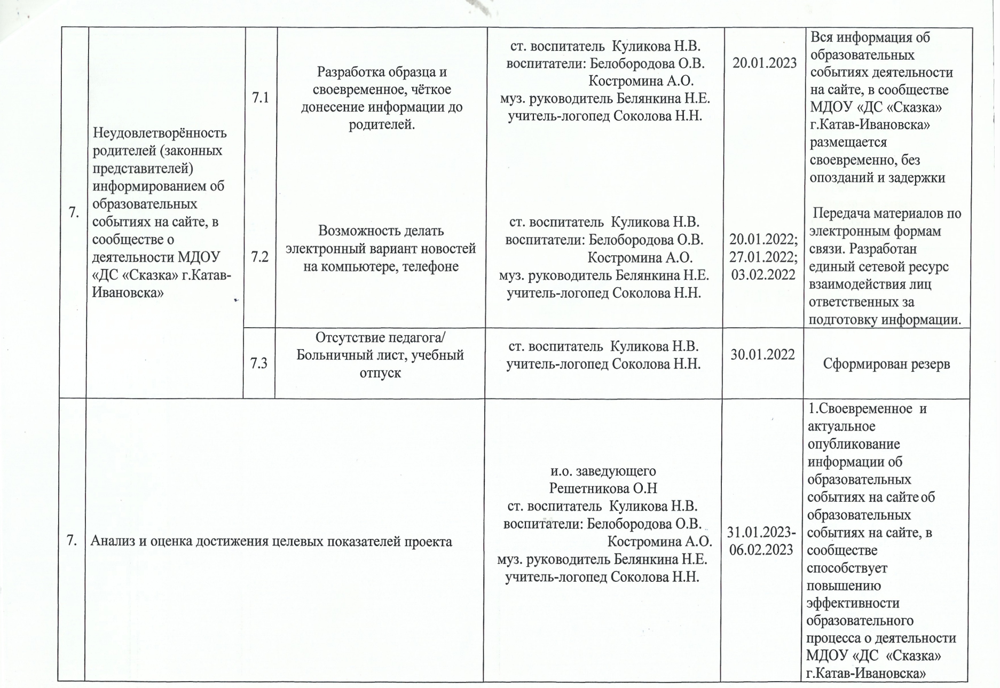 7.
Неудовлетворённость
родителей (законных
представителей)
информированием об
образовательных
событиях на сайте, в
сообществе о
деятельности МДОУ
«ДС «Сказка» г.Катав-
Ивановска»
7.1
Разработка образца и
своевременное, чёткое
донесение информации до
родителей.
ст. воспитатель Куликова Н.В.
воспитатели: Белобородова О.В.
Костромина А.О.
муз. руководитель Белянкина Н.Е.
учитель-логопед Соколова Н.Н.
20.01.2023
Вся информация об
образовательных
событиях деятельности
на сайте, в сообществе
МДОУ «ДС «Сказка»
г.Катав-Ивановска»
размещается
своевременно, без
опозданий и задержки
7.2
Возможность делать
электронный вариант новостей
на компьютере, телефоне
ст. воспитатель Куликова Н.В.
воспитатели: Белобородова О.В.
Костромина А.О.
муз. руководитель Белянкина Н.Е.
учитель-логопед Соколова Н.Н.
20.01.2022;
27.01.2022;
03.02.2022
Передача материалов по
электронным формам
связи. Разработан
единый сетевой ресурс
взаимодействия лиц
ответственных за
подготовку информации.
7.3
Отсутствие педагога/
Больничный лист, учебный
отпуск
ст. воспитатель Куликова Н.В.
учитель-логопед Соколова Н.Н.
30.01.2022
Сформирован резерв
7.
Анализ и оценка достижения целевых показателей проекта
и.о. заведующего
Решетникова О.Н
ст. воспитатель Куликова Н.В.
воспитатели: Белобородова О.В.
Костромина А.О.
муз. руководитель Белянкина Н.Е.
учитель-логопед Соколова Н.Н.
31.01.2023-
06.02.2023
1.Своевременное и
актуальное
опубликование
информации об
образовательных
событиях на сайте об
образовательных
событиях на сайте, в
сообществе
способствует
повышению
эффективности
образовательного
процесса о деятельности
МДОУ «ДС «Сказка»
г.Катав-Ивановска»